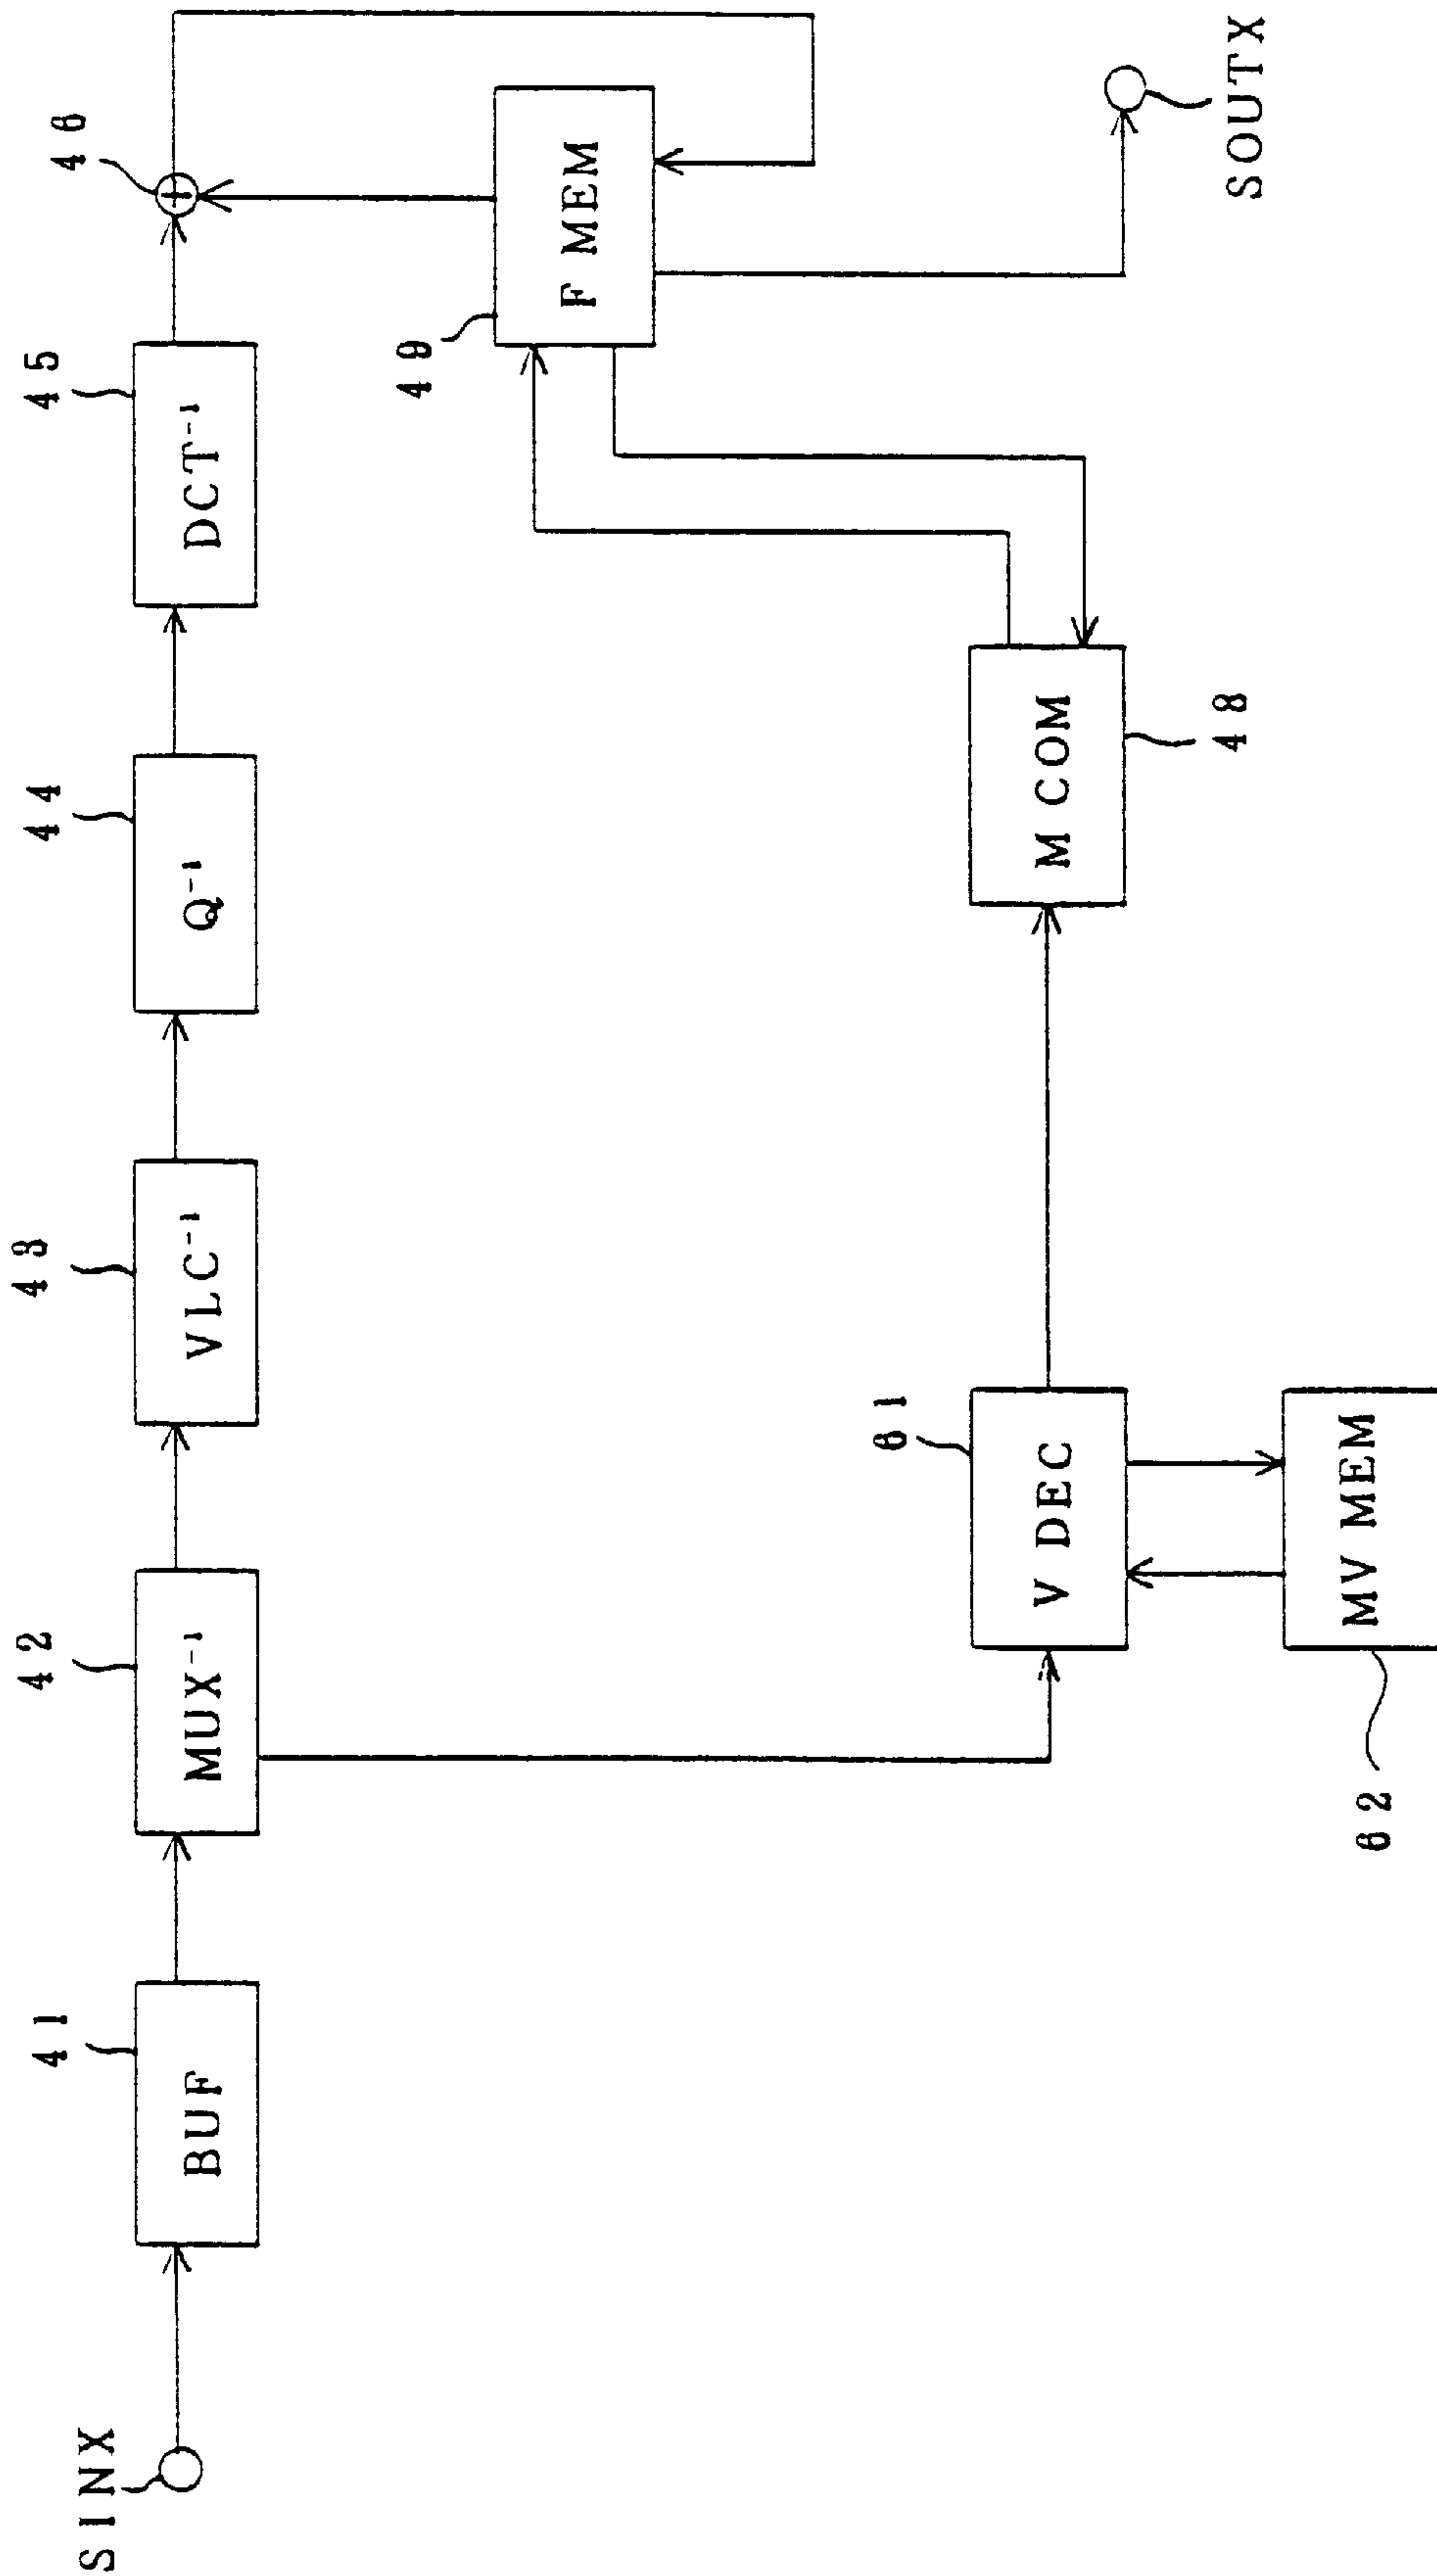 SINX
41
BUF
42
MUX⁻¹
43
VLC⁻¹
44
Q⁻¹
45
DCT⁻¹
46
49
F MEM
61
V DEC
M COM
48
SOUTX
62
MV MEM